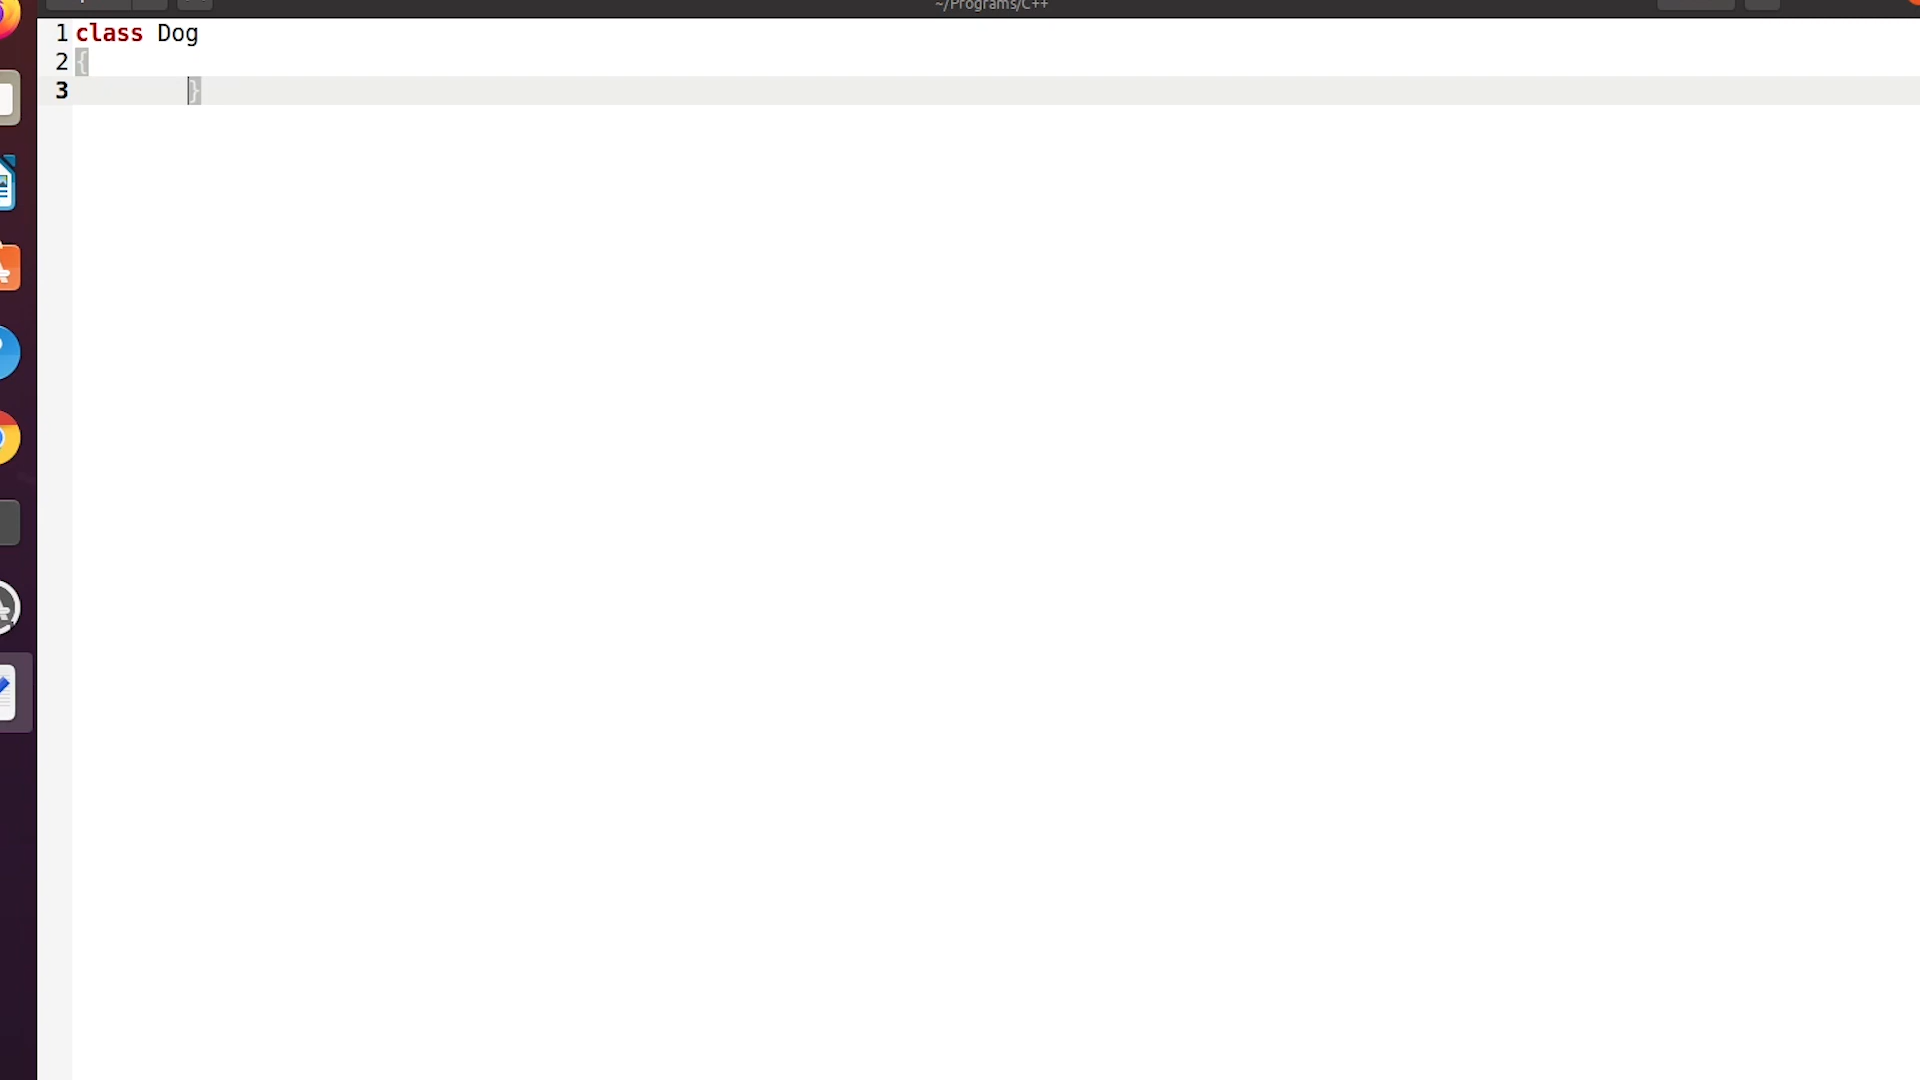 ~/Programs/C++
1 class Dog
2 {
3         }